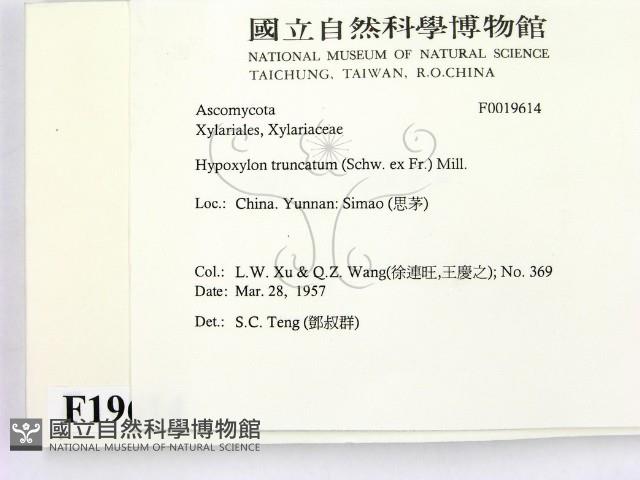 國立自然科學博物館
NATIONAL MUSEUM OF NATURAL SCIENCE
TAICHUNG, TAIWAN, R.O.CHINA
Ascomycota F0019614
Xylariales, Xylariaceae
Hypoxylon truncatum (Schw. ex Fr.) Mill.
Loc.: China. Yunnan: Simao (思茅)
Col.: L.W. Xu & Q.Z. Wang(徐連旺,王慶之); No. 369
Date: Mar. 28, 1957
Det.: S.C. Teng (鄧叔群)
F19
國立自然科學博物館
NATIONAL MUSEUM OF NATURAL SCIENCE